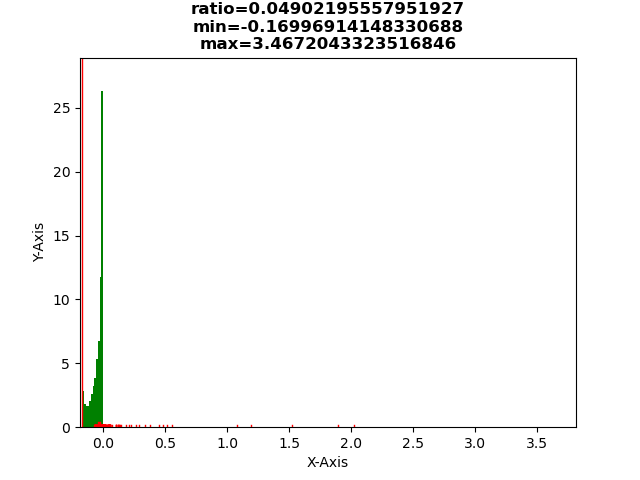 ratio=0.04902195557951927
min=-0.16996914148330688
max=3.4672043323516846
25
20
15
10
5
0
Y-Axis
0.0 0.5 1.0 1.5 2.0 2.5 3.0 3.5
X-Axis